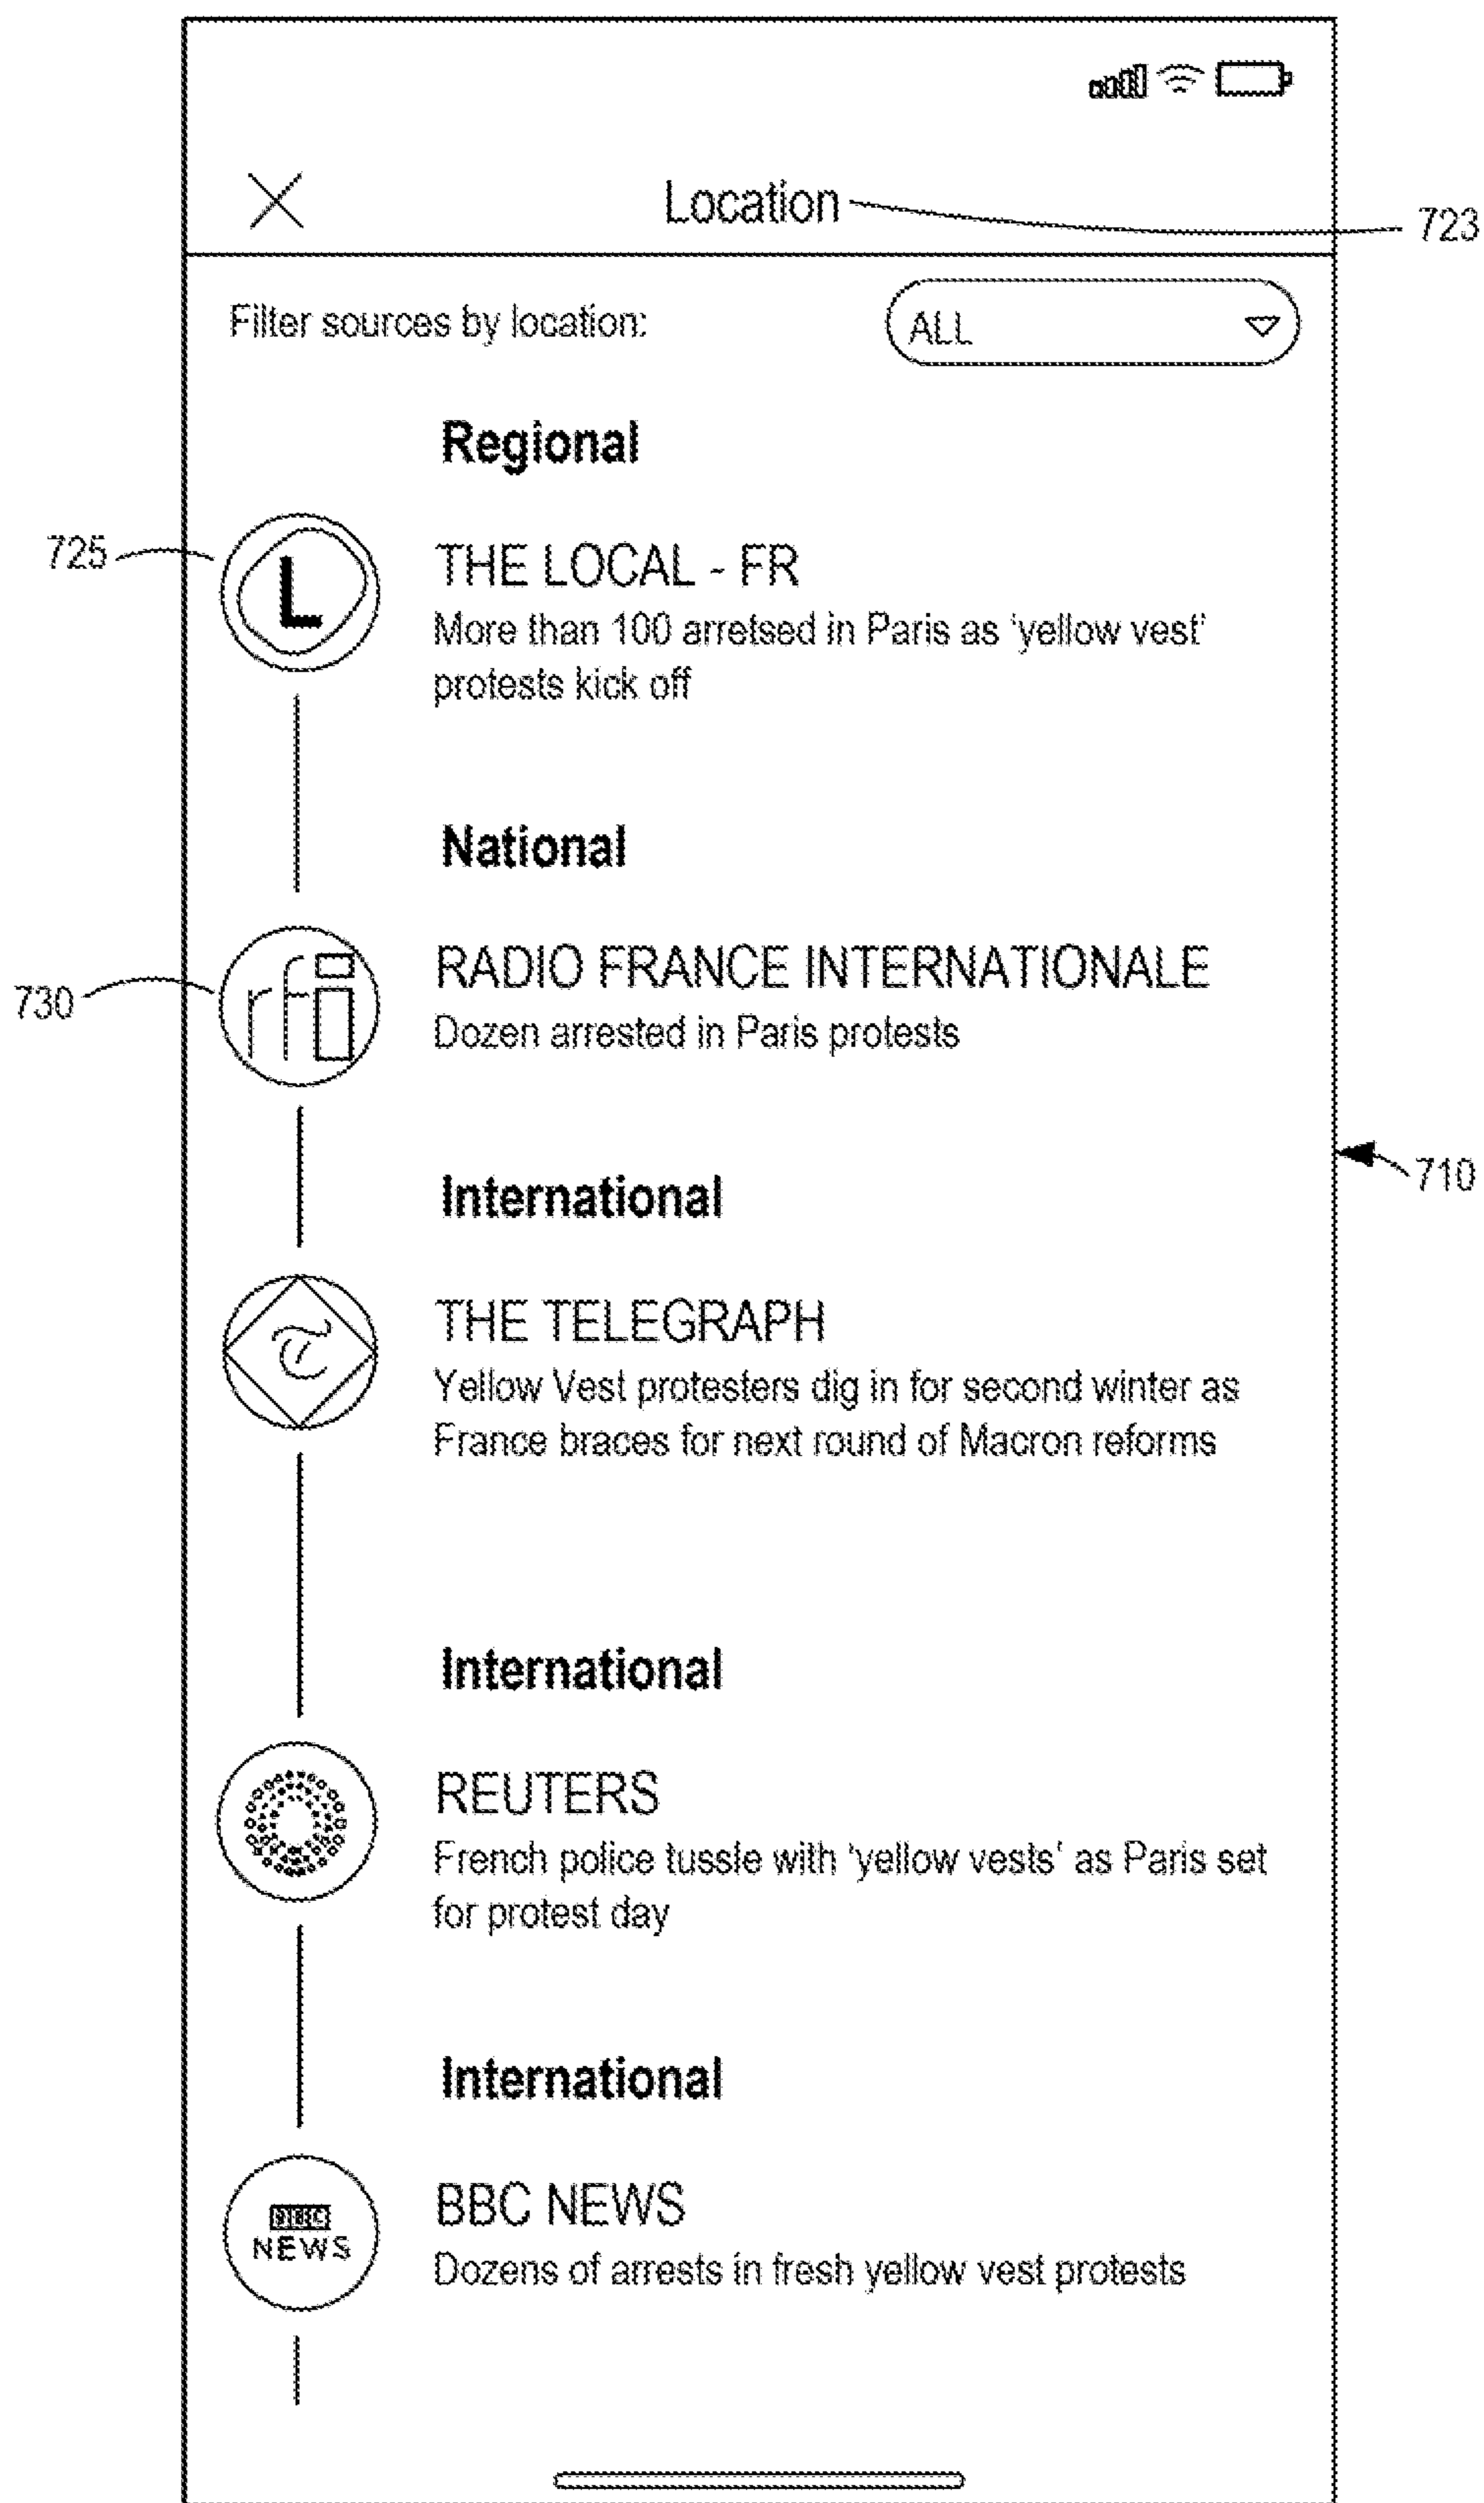 Location
723
Filter sources by location:
ALL
Regional
725
L
THE LOCAL - FR
More than 100 arretsed in Paris as 'yellow vest'
protests kick off
National
730
rfi
RADIO FRANCE INTERNATIONALE
Dozen arrested in Paris protests
710
International
T
THE TELEGRAPH
Yellow Vest protesters dig in for second winter as
France braces for next round of Macron reforms
International
REUTERS
French police tussle with 'yellow vests' as Paris set
for protest day
International
BBC
NEWS
BBC NEWS
Dozens of arrests in fresh yellow vest protests